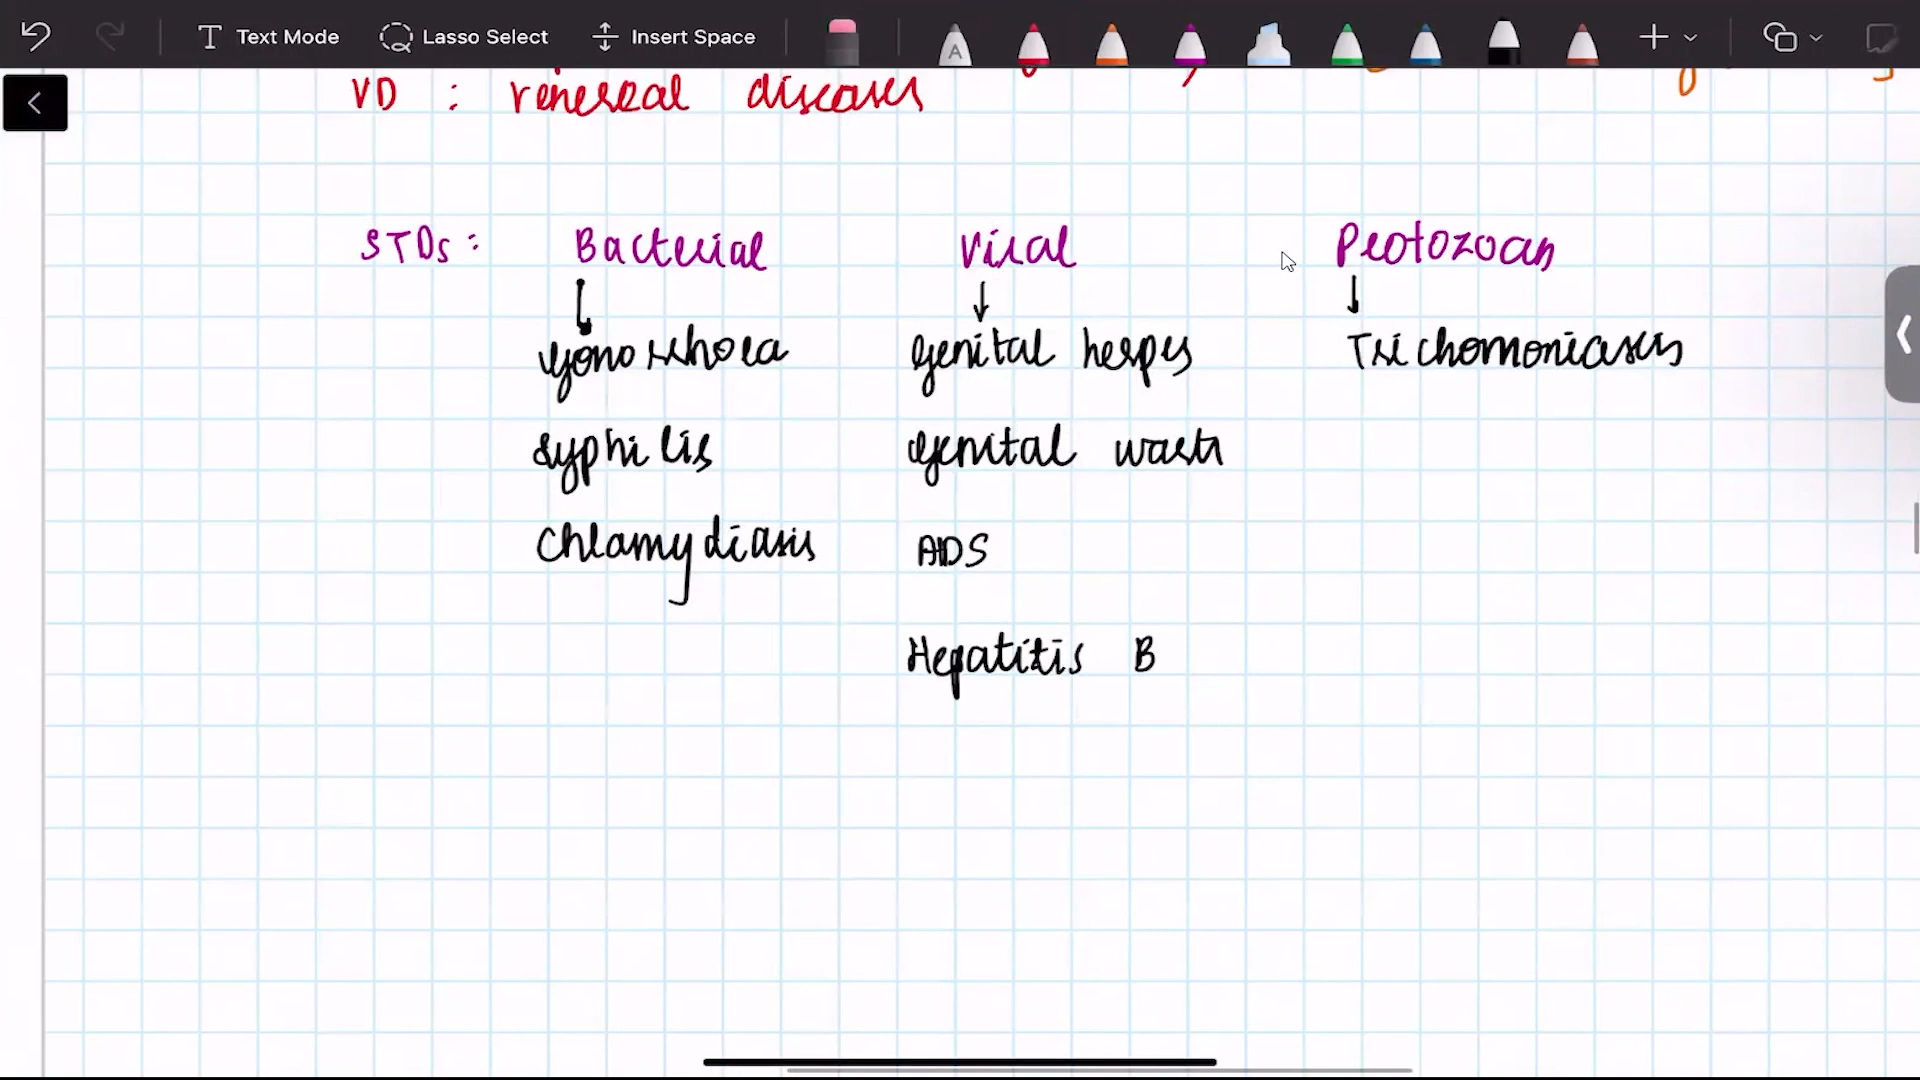 Text Mode Lasso Select Insert Space
A
VD : venereal diseases
STDs : Bacterial Viral Protozoan
Gonorrhoea Genital herpes Trichomoniasis
Syphilis Genital warts
Chlamydiasis AIDS
Hepatitis B